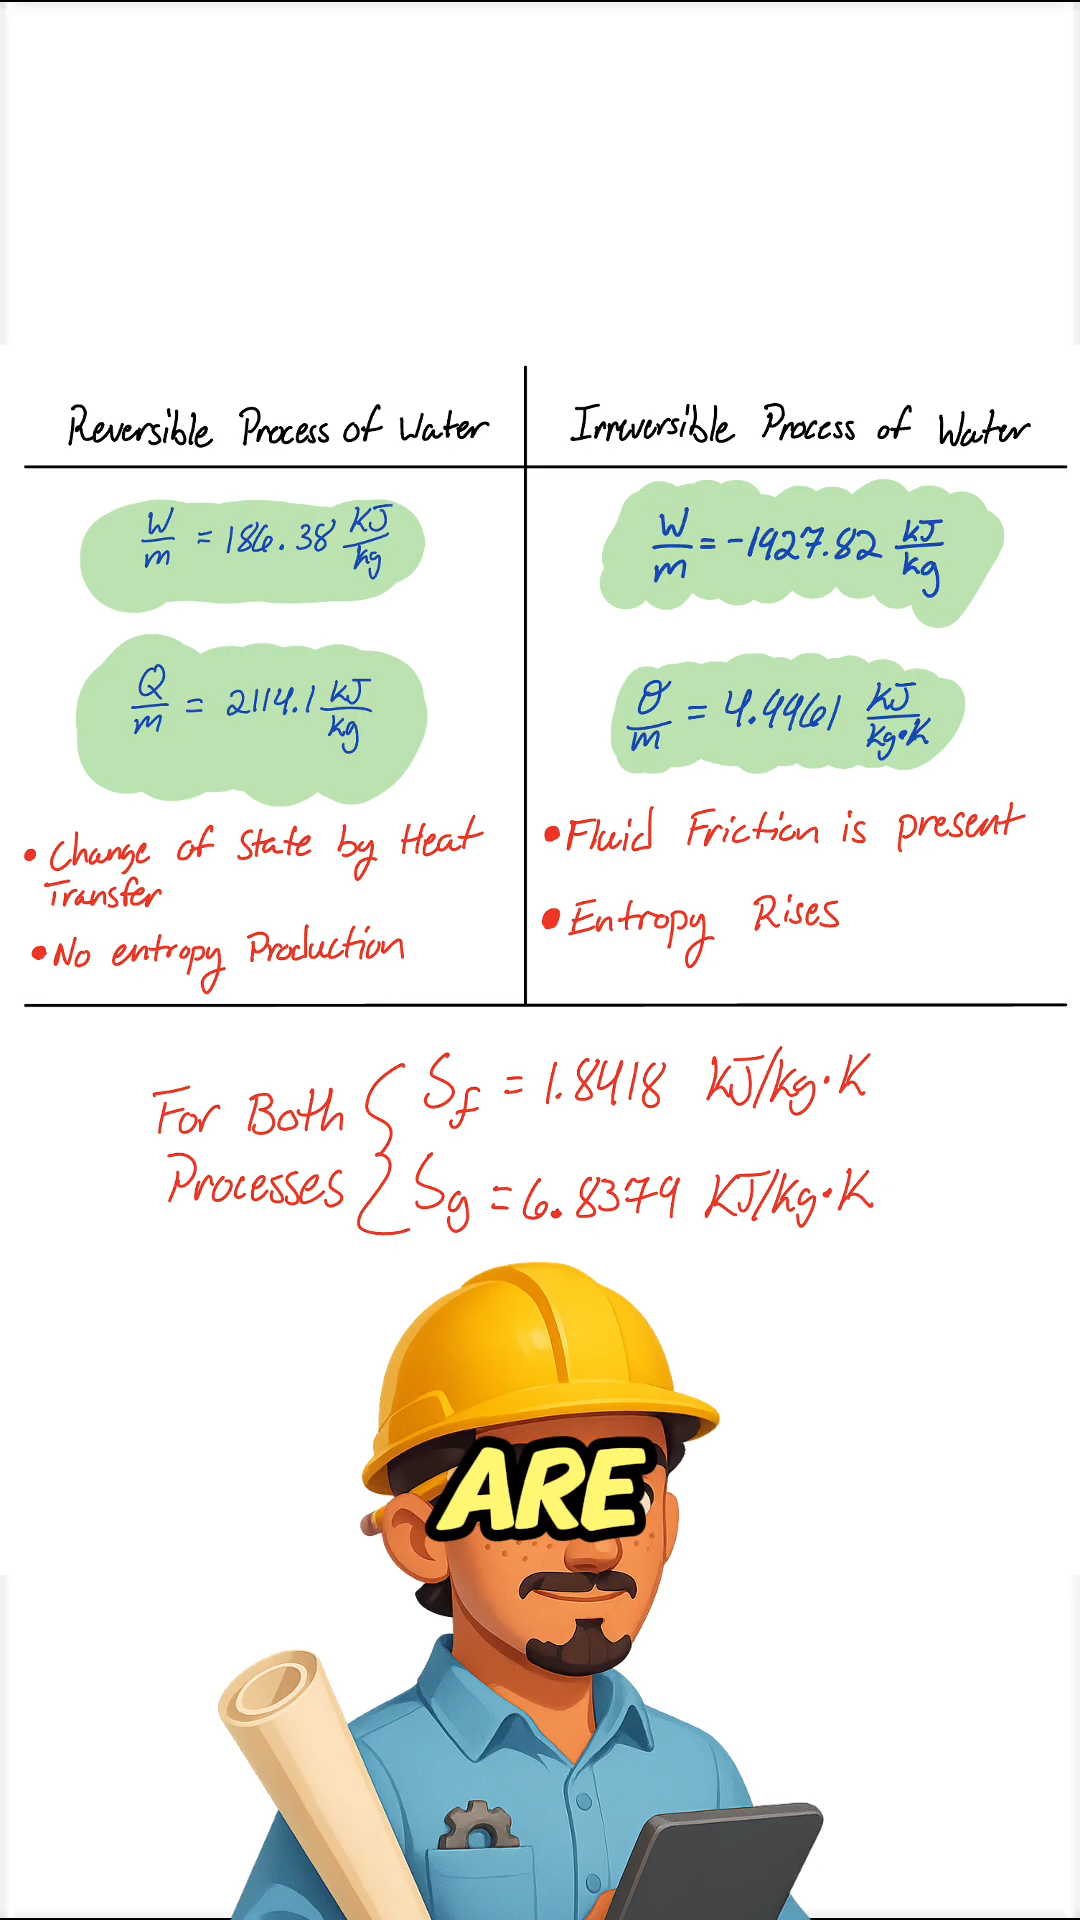 Reversible Process of Water
Irreversible Process of Water
W/m = 186.38 kJ/kg
W/m = -1927.82 kJ/kg
Q/m = 2114.1 kJ/kg
σ/m = 4.9961 kJ/kg·K
• Change of State by Heat
Transfer
• No entropy Production
• Fluid Friction is present
• Entropy Rises
For Both
Processes
Sf = 1.8418 kJ/kg·K
Sg = 6.8379 KJ/kg·K
ARE